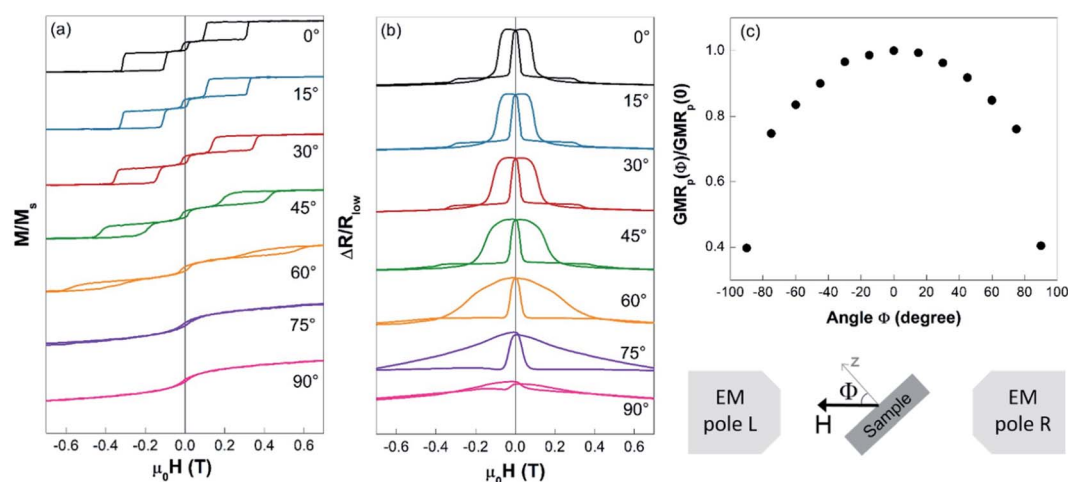 (a)
0°
15°
30°
45°
60°
75°
90°
M/Mₛ
-0.6 -0.4 -0.2 0.0 0.2 0.4 0.6
μ₀H (T)
(b)
0°
15°
30°
45°
60°
75°
90°
ΔR/R_low
-0.6 -0.4 -0.2 0.0 0.2 0.4 0.6
μ₀H (T)
(c)
1.0
0.8
0.6
0.4
GMRₚ(Φ)/GMRₚ(0)
-100 -80 -60 -40 -20 0 20 40 60 80 100
Angle Φ (degree)
EM
pole L
z
Φ
H
Sample
EM
pole R